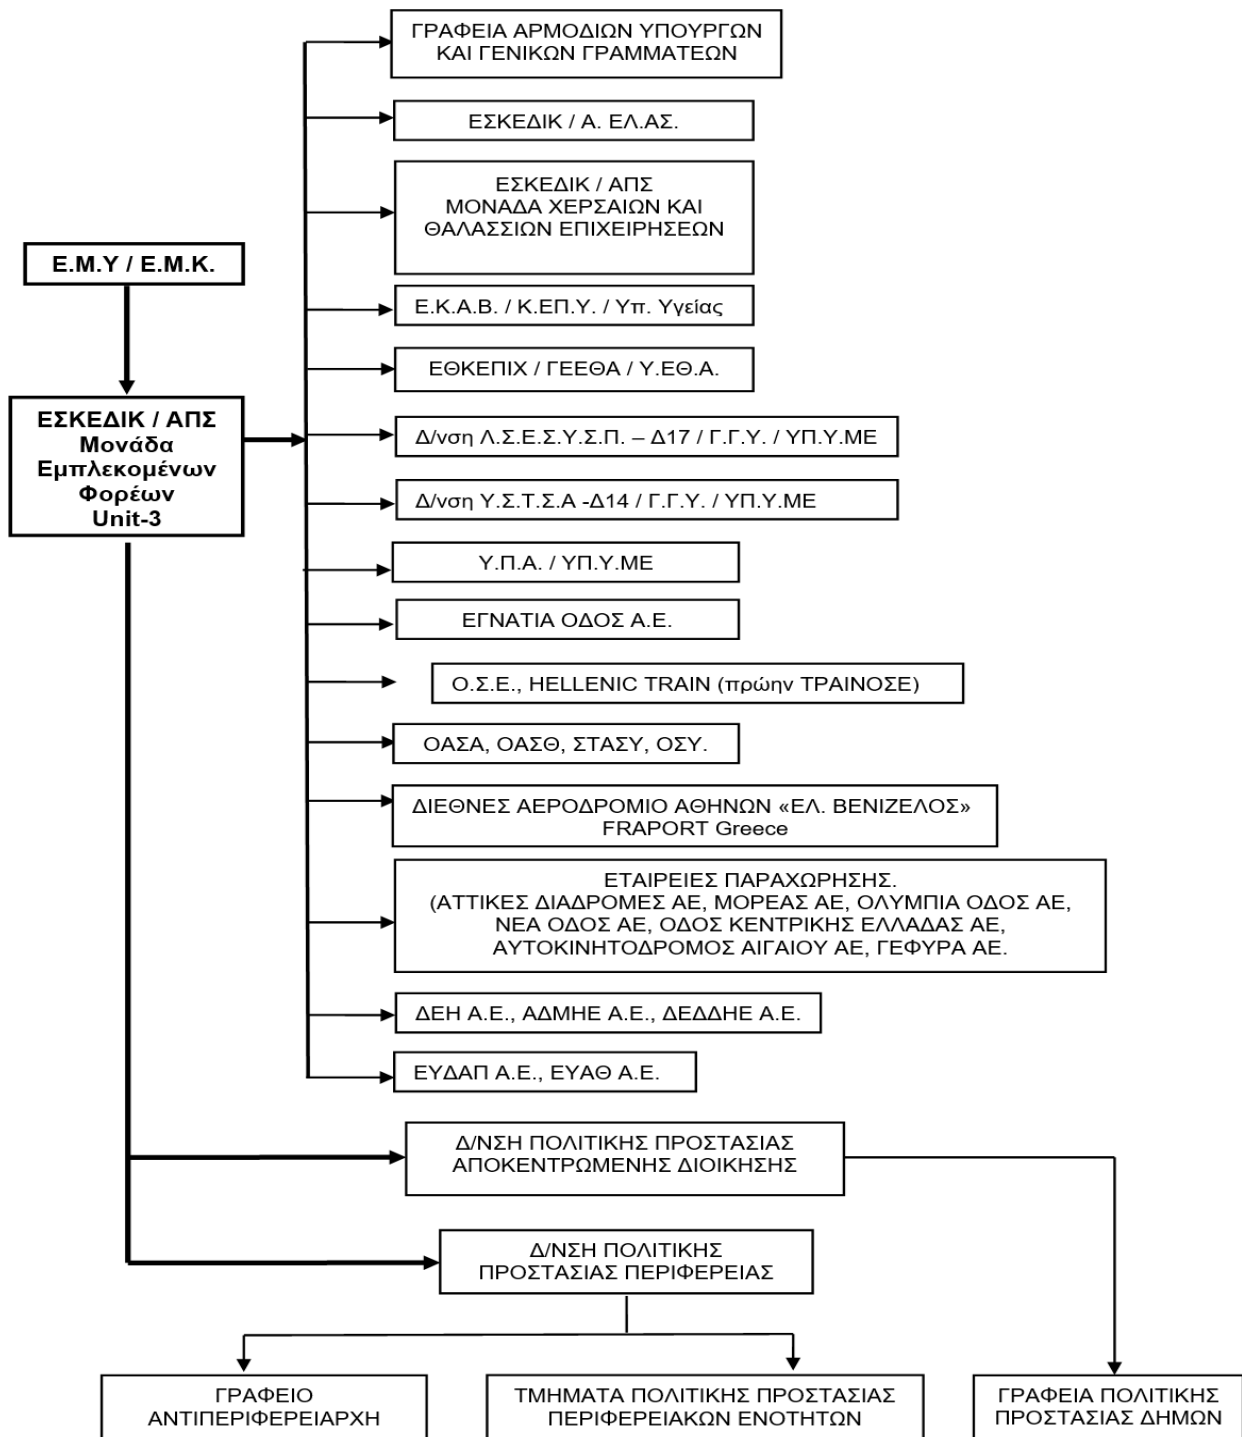 ΓΡΑΦΕΙΑ ΑΡΜΟΔΙΩΝ ΥΠΟΥΡΓΩΝ
ΚΑΙ ΓΕΝΙΚΩΝ ΓΡΑΜΜΑΤΕΩΝ
ΕΣΚΕΔΙΚ / Α. ΕΛ.ΑΣ.
ΕΣΚΕΔΙΚ / ΑΠΣ
ΜΟΝΑΔΑ ΧΕΡΣΑΙΩΝ ΚΑΙ
ΘΑΛΑΣΣΙΩΝ ΕΠΙΧΕΙΡΗΣΕΩΝ
Ε.Μ.Υ / Ε.Μ.Κ.
Ε.Κ.Α.Β. / Κ.ΕΠ.Υ. / Υπ. Υγείας
ΕΘΚΕΠΙΧ / ΓΕΕΘΑ / Υ.ΕΘ.Α.
ΕΣΚΕΔΙΚ / ΑΠΣ
Μονάδα
Εμπλεκομένων
Φορέων
Unit-3
Δ/νση Λ.Σ.Ε.Σ.Υ.Σ.Π. – Δ17 / Γ.Γ.Υ. / ΥΠ.Υ.ΜΕ
Δ/νση Υ.Σ.Τ.Σ.Α -Δ14 / Γ.Γ.Υ. / ΥΠ.Υ.ΜΕ
Υ.Π.Α. / ΥΠ.Υ.ΜΕ
ΕΓΝΑΤΙΑ ΟΔΟΣ Α.Ε.
Ο.Σ.Ε., HELLENIC TRAIN (πρώην ΤΡΑΙΝΟΣΕ)
ΟΑΣΑ, ΟΑΣΘ, ΣΤΑΣΥ, ΟΣΥ.
ΔΙΕΘΝΕΣ ΑΕΡΟΔΡΟΜΙΟ ΑΘΗΝΩΝ «ΕΛ. ΒΕΝΙΖΕΛΟΣ»
FRAPORT Greece
ΕΤΑΙΡΕΙΕΣ ΠΑΡΑΧΩΡΗΣΗΣ.
(ΑΤΤΙΚΕΣ ΔΙΑΔΡΟΜΕΣ ΑΕ, ΜΟΡΕΑΣ ΑΕ, ΟΛΥΜΠΙΑ ΟΔΟΣ ΑΕ,
ΝΕΑ ΟΔΟΣ ΑΕ, ΟΔΟΣ ΚΕΝΤΡΙΚΗΣ ΕΛΛΑΔΑΣ ΑΕ,
ΑΥΤΟΚΙΝΗΤΟΔΡΟΜΟΣ ΑΙΓΑΙΟΥ ΑΕ, ΓΕΦΥΡΑ ΑΕ.
ΔΕΗ Α.Ε., ΑΔΜΗΕ Α.Ε., ΔΕΔΔΗΕ Α.Ε.
ΕΥΔΑΠ Α.Ε., ΕΥΑΘ Α.Ε.
Δ/ΝΣΗ ΠΟΛΙΤΙΚΗΣ ΠΡΟΣΤΑΣΙΑΣ
ΑΠΟΚΕΝΤΡΩΜΕΝΗΣ ΔΙΟΙΚΗΣΗΣ
Δ/ΝΣΗ ΠΟΛΙΤΙΚΗΣ
ΠΡΟΣΤΑΣΙΑΣ ΠΕΡΙΦΕΡΕΙΑΣ
ΓΡΑΦΕΙΟ
ΑΝΤΙΠΕΡΙΦΕΡΕΙΑΡΧΗ
ΤΜΗΜΑΤΑ ΠΟΛΙΤΙΚΗΣ ΠΡΟΣΤΑΣΙΑΣ
ΠΕΡΙΦΕΡΕΙΑΚΩΝ ΕΝΟΤΗΤΩΝ
ΓΡΑΦΕΙΑ ΠΟΛΙΤΙΚΗΣ
ΠΡΟΣΤΑΣΙΑΣ ΔΗΜΩΝ